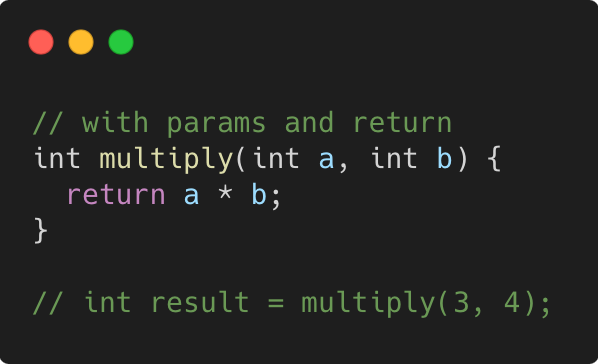 // with params and return
int multiply(int a, int b) {
  return a * b;
}

// int result = multiply(3, 4);